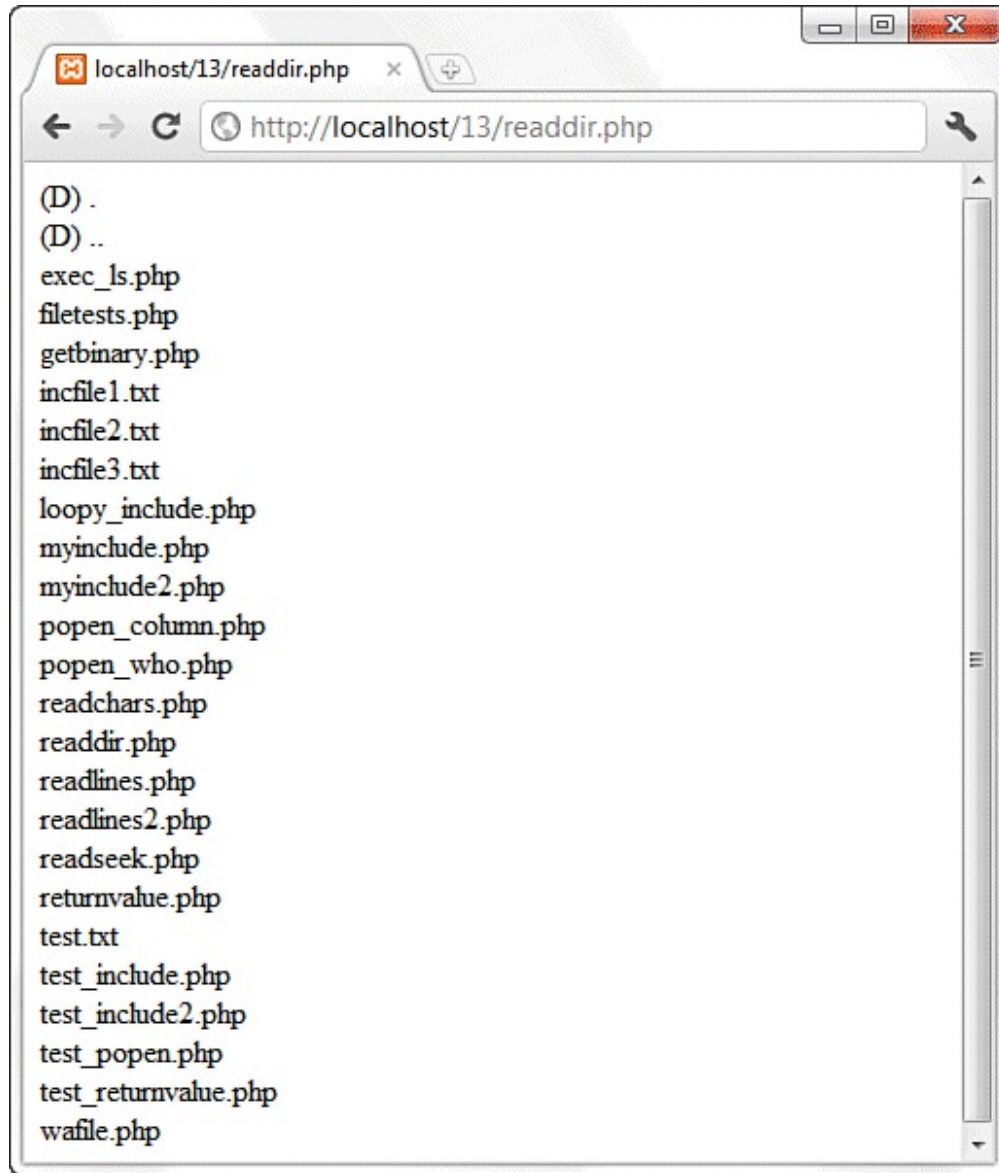 localhost/13/readdir.php
http://localhost/13/readdir.php
(D) .
(D) ..
exec_ls.php
filetests.php
getbinary.php
incfile1.txt
incfile2.txt
incfile3.txt
loopy_include.php
myinclude.php
myinclude2.php
popen_column.php
popen_who.php
readchars.php
readdir.php
readlines.php
readlines2.php
readseek.php
returnvalue.php
test.txt
test_include.php
test_include2.php
test_popen.php
test_returnvalue.php
wafile.php